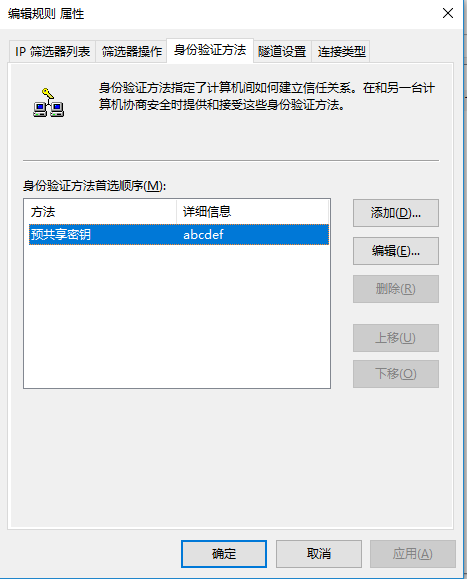 编辑规则 属性
IP 筛选器列表 筛选器操作 身份验证方法 隧道设置 连接类型
身份验证方法指定了计算机间如何建立信任关系。在和另一台计
算机协商安全时提供和接受这些身份验证方法。
身份验证方法首选顺序(M):
方法 详细信息
预共享密钥 abcdef
添加(D)...
编辑(E)...
删除(R)
上移(U)
下移(O)
确定 取消 应用(A)